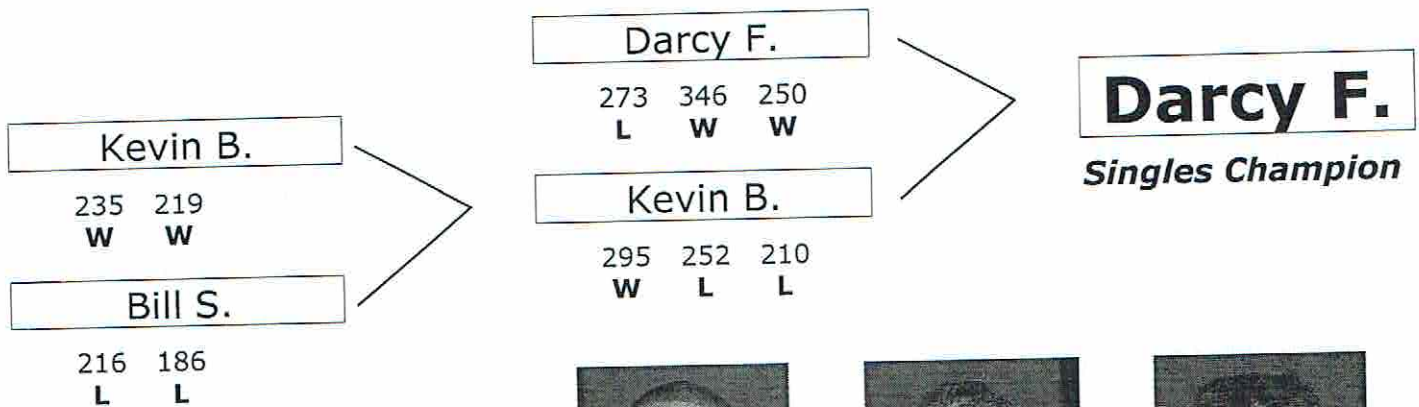 Kevin B.
235 219
W W
Bill S.
216 186
L L
Darcy F.
273 346 250
L W W
Kevin B.
295 252 210
W L L
Darcy F.
Singles Champion